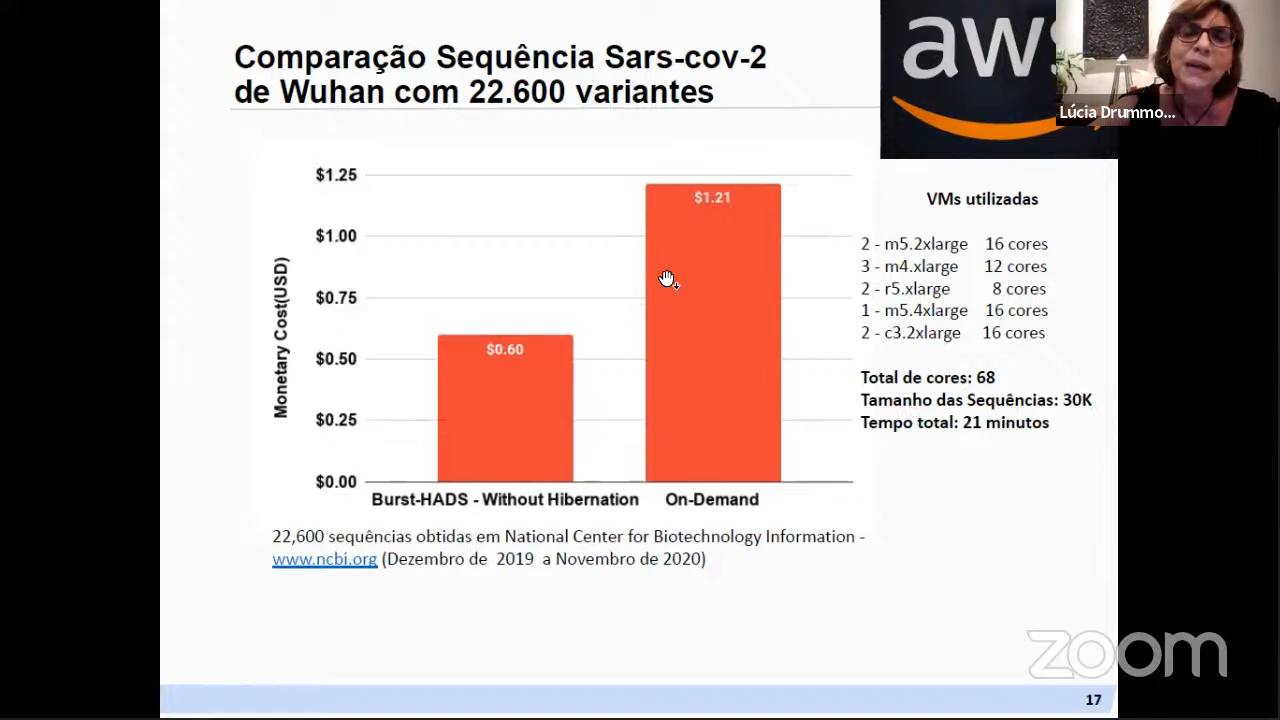 Comparação Sequência Sars-cov-2
de Wuhan com 22.600 variantes
aws
Lúcia Drummo...
$1.25
$1.00
$0.75
$0.50
$0.25
$0.00
Monetary Cost(USD)
$0.60
$1.21
Burst-HADS - Without Hibernation
On-Demand
VMs utilizadas
2 - m5.2xlarge 16 cores
3 - m4.xlarge 12 cores
2 - r5.xlarge 8 cores
1 - m5.4xlarge 16 cores
2 - c3.2xlarge 16 cores
Total de cores: 68
Tamanho das Sequências: 30K
Tempo total: 21 minutos
22,600 sequências obtidas em National Center for Biotechnology Information -
www.ncbi.org (Dezembro de 2019 a Novembro de 2020)
zoom
17